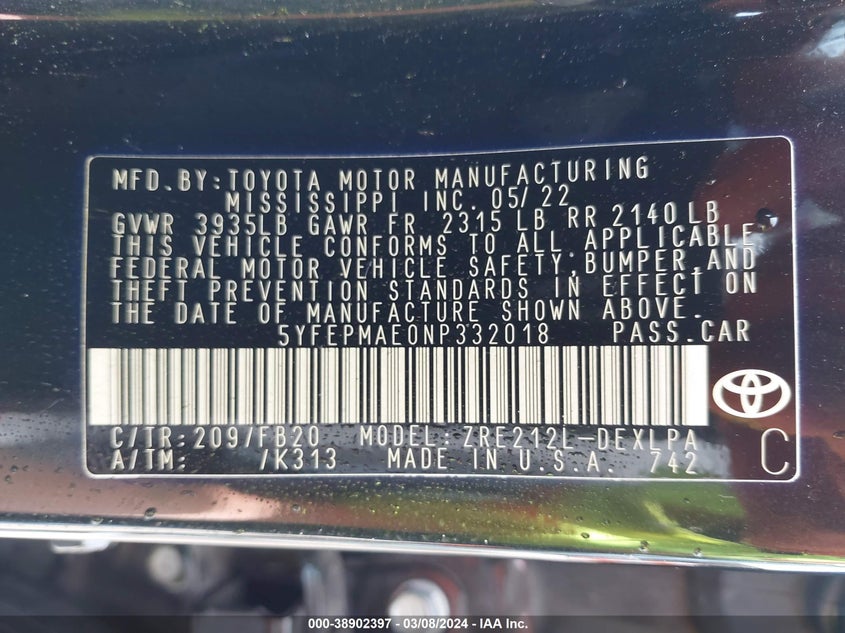 MFD.BY:TOYOTA MOTOR MANUFACTURING
MISSISSIPPI INC. 05/22
GVWR 3935LB GAWR FR 2315 LB RR 2140 LB
THIS VEHICLE CONFORMS TO ALL APPLICABLE
FEDERAL MOTOR VEHICLE SAFETY,BUMPER,AND
THEFT PREVENTION STANDARDS IN EFFECT ON
THE DATE OF MANUFACTURE SHOWN ABOVE.
5YFEPMAE0NP332018 PASS.CAR
C/TR:209/FB20 MODEL:ZRE212L-DEXLPA
A/TM: /K313 MADE IN U.S.A. 742
C
000-38902397 - 03/08/2024 - IAA Inc.